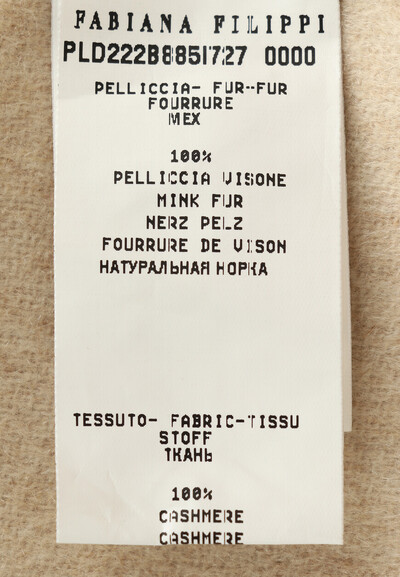 FABIANA FILIPPI
PLD222B8851727 0000
PELLICCIA- FUR-FUR
FOURRURE
MEX
100%
PELLICCIA VISONE
MINK FUR
NERZ PELZ
FOURRURE DE VISON
НАТУРАЛЬНАЯ НОРКА
TESSUTO- FABRIC-TISSU
STOFF
ТКАНЬ
100%
CASHMERE
CASHMERE